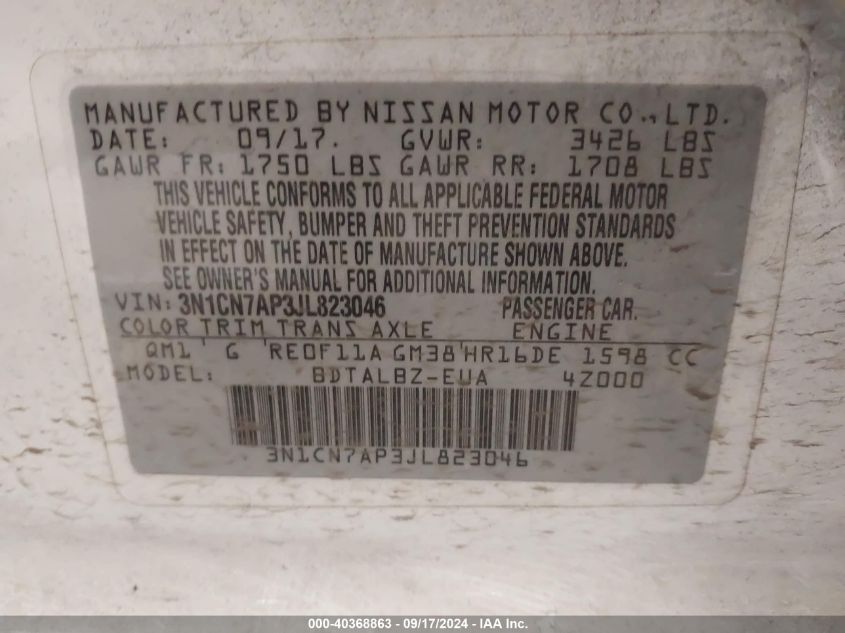 MANUFACTURED BY NISSAN MOTOR CO., LTD.
DATE: 09/17. GVWR: 3426 LBS
GAWR FR: 1750 LBS GAWR RR: 1708 LBS
THIS VEHICLE CONFORMS TO ALL APPLICABLE FEDERAL MOTOR
VEHICLE SAFETY, BUMPER AND THEFT PREVENTION STANDARDS
IN EFFECT ON THE DATE OF MANUFACTURE SHOWN ABOVE.
SEE OWNER'S MANUAL FOR ADDITIONAL INFORMATION.
VIN: 3N1CN7AP3JL823046 PASSENGER CAR.
COLOR TRIM TRANS AXLE ENGINE
QM1 ' G 'RE0F11A GM38'HR16DE 1598 CC
MODEL: BDTALBZ-EUA 4Z000
3N1CN7AP3JL823046
000-40368863 - 09/17/2024 - IAA Inc.